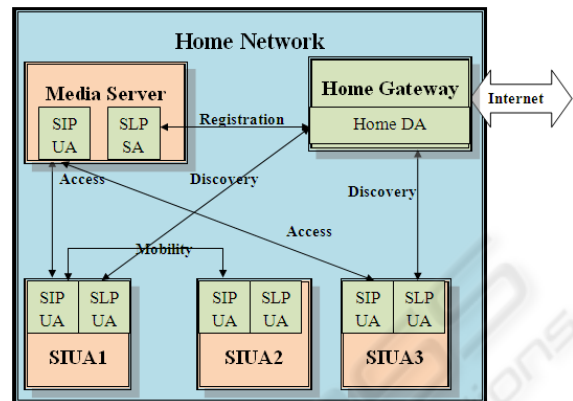 Home Network
Media Server
SIP
UA
SLP
SA
Registration
Home Gateway
Home DA
Internet
Access
Discovery
Discovery
Access
Mobility
SIP
UA
SLP
UA
SIUA1
SIP
UA
SLP
UA
SIUA2
SIP
UA
SLP
UA
SIUA3